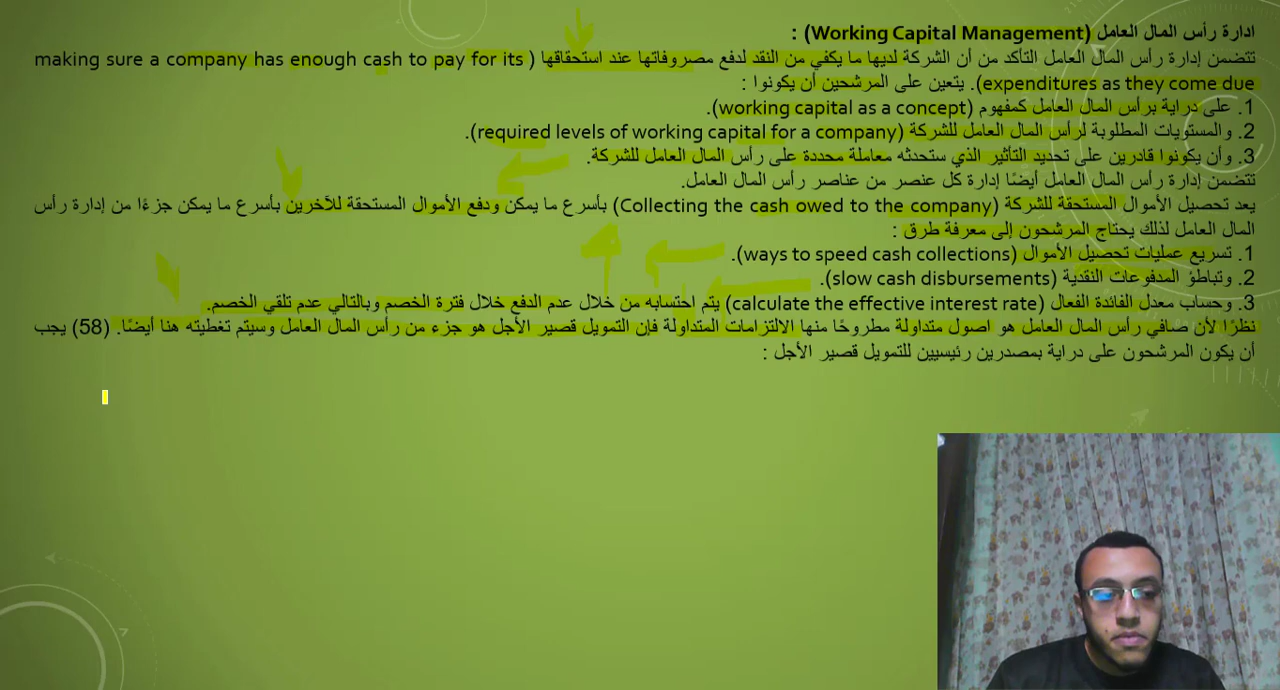 ادارة رأس المال العامل (Working Capital Management) :
تتضمن إدارة رأس المال العامل التأكد من أن الشركة لديها ما يكفي من النقد لدفع مصروفاتها عند استحقاقها ( making sure a company has enough cash to pay for its
expenditures as they come due). يتعين على المرشحين أن يكونوا :
1. على دراية برأس المال العامل كمفهوم (working capital as a concept).
2. والمستويات المطلوبة لرأس المال العامل للشركة (required levels of working capital for a company).
3. وأن يكونوا قادرين على تحديد التأثير الذي ستحدثه معاملة محددة على رأس المال العامل للشركة.
تتضمن إدارة رأس المال العامل أيضًا إدارة كل عنصر من عناصر رأس المال العامل.
يعد تحصيل الأموال المستحقة للشركة (Collecting the cash owed to the company) بأسرع ما يمكن ودفع الأموال المستحقة للآخرين بأسرع ما يمكن جزءًا من إدارة رأس
المال العامل لذلك يحتاج المرشحون إلى معرفة طرق :
1. تسريع عمليات تحصيل الأموال (ways to speed cash collections).
2. وتباطؤ المدفوعات النقدية (slow cash disbursements).
3. وحساب معدل الفائدة الفعال (calculate the effective interest rate) يتم احتسابه من خلال عدم الدفع خلال فترة الخصم وبالتالي عدم تلقي الخصم.
نظرًا لأن صافي رأس المال العامل هو اصول متداولة مطروحًا منها الالتزامات المتداولة فإن التمويل قصير الأجل هو جزء من رأس المال العامل وسيتم تغطيته هنا أيضًا. (58) يجب
أن يكون المرشحون على دراية بمصدرين رئيسيين للتمويل قصير الأجل :